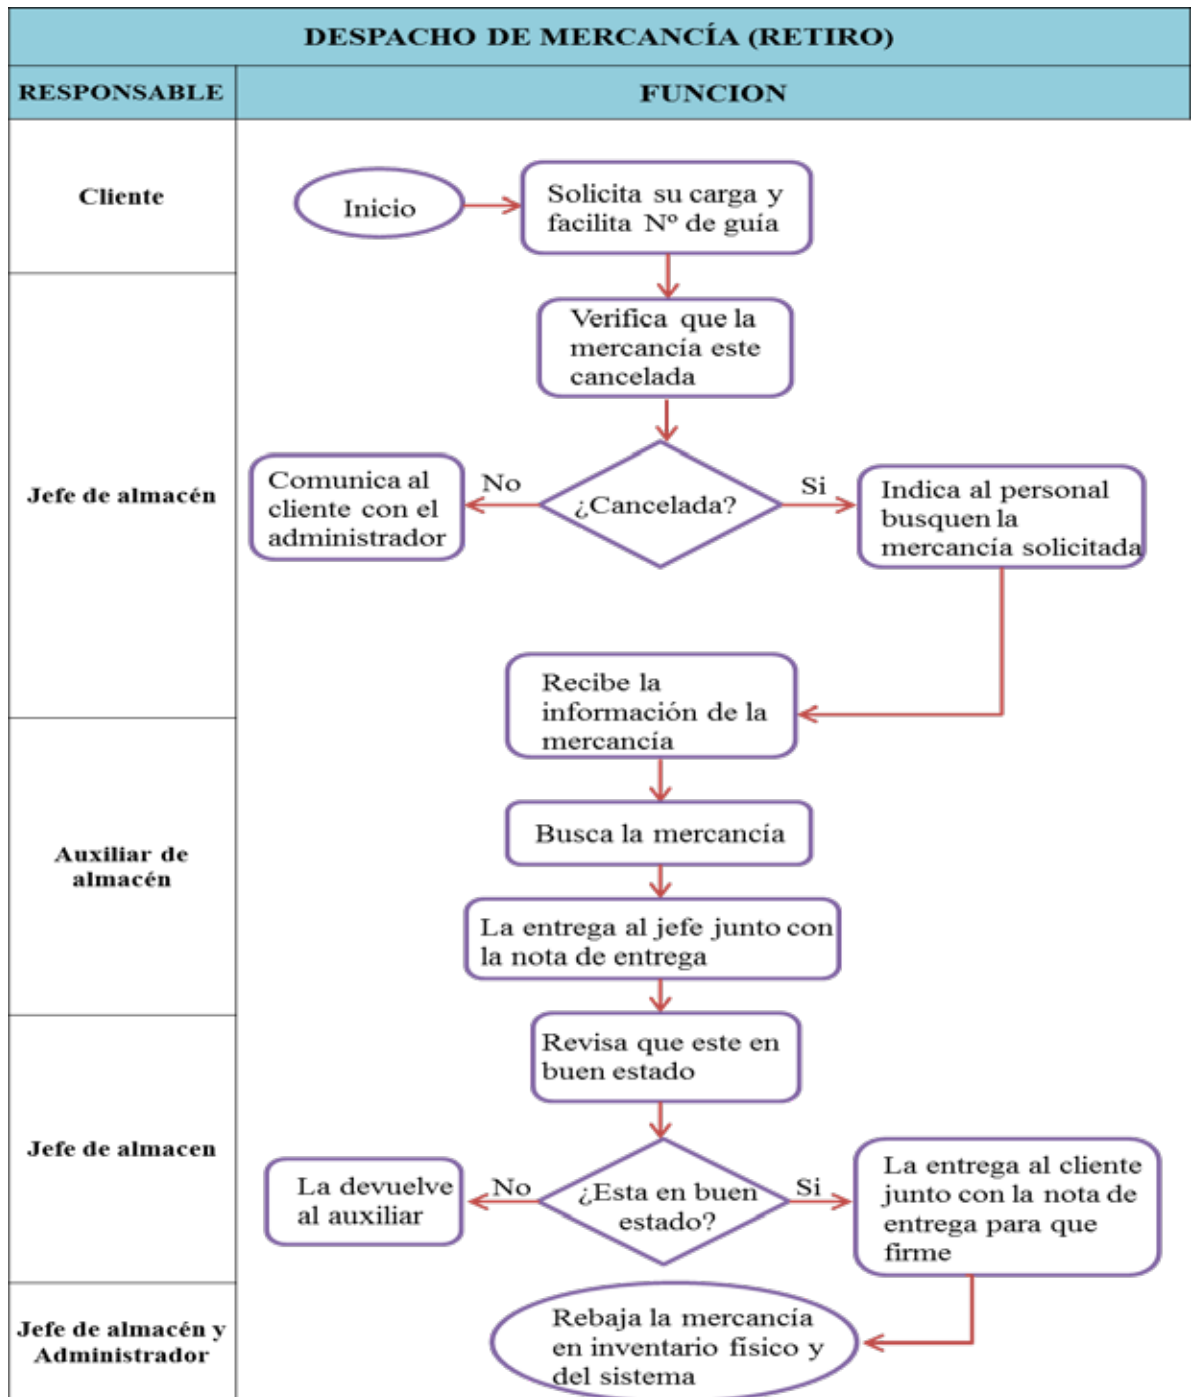 DESPACHO DE MERCANCÍA (RETIRO)
RESPONSABLE
FUNCION
Cliente
Inicio
Solicita su carga y
facilita Nº de guía
Jefe de almacén
Verifica que la
mercancía este
cancelada
¿Cancelada?
No
Comunica al
cliente con el
administrador
Si
Indica al personal
busquen la
mercancía solicitada
Recibe la
información de la
mercancía
Auxiliar de
almacén
Busca la mercancía
La entrega al jefe junto con
la nota de entrega
Jefe de almacen
Revisa que este en
buen estado
¿Esta en buen
estado?
No
La devuelve
al auxiliar
Si
La entrega al cliente
junto con la nota de
entrega para que
firme
Jefe de almacén y
Administrador
Rebaja la mercancía
en inventario físico y
del sistema